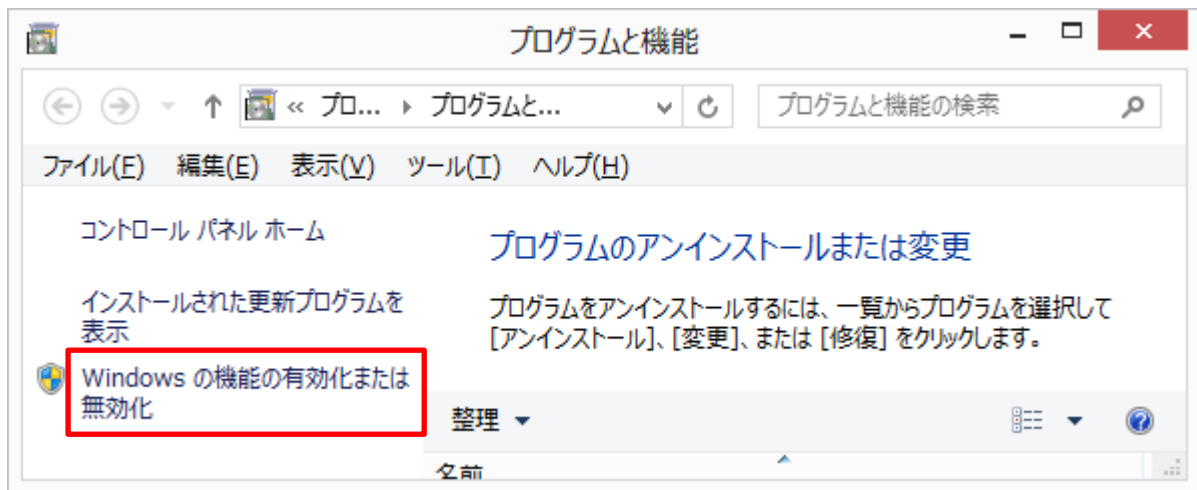 プログラムと機能
« プロ... プログラムと... プログラムと機能の検索
ファイル(F) 編集(E) 表示(V) ツール(T) ヘルプ(H)
コントロール パネル ホーム
インストールされた更新プログラムを
表示
Windows の機能の有効化または
無効化
プログラムのアンインストールまたは変更
プログラムをアンインストールするには、一覧からプログラムを選択して
[アンインストール]、[変更]、または [修復] をクリックします。
整理
名前